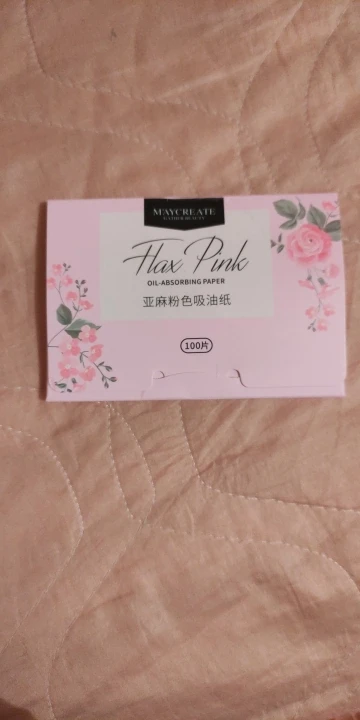 MAYCREATE
Flax Pink
OIL-ABSORBING PAPER
亚麻粉色吸油纸
100片